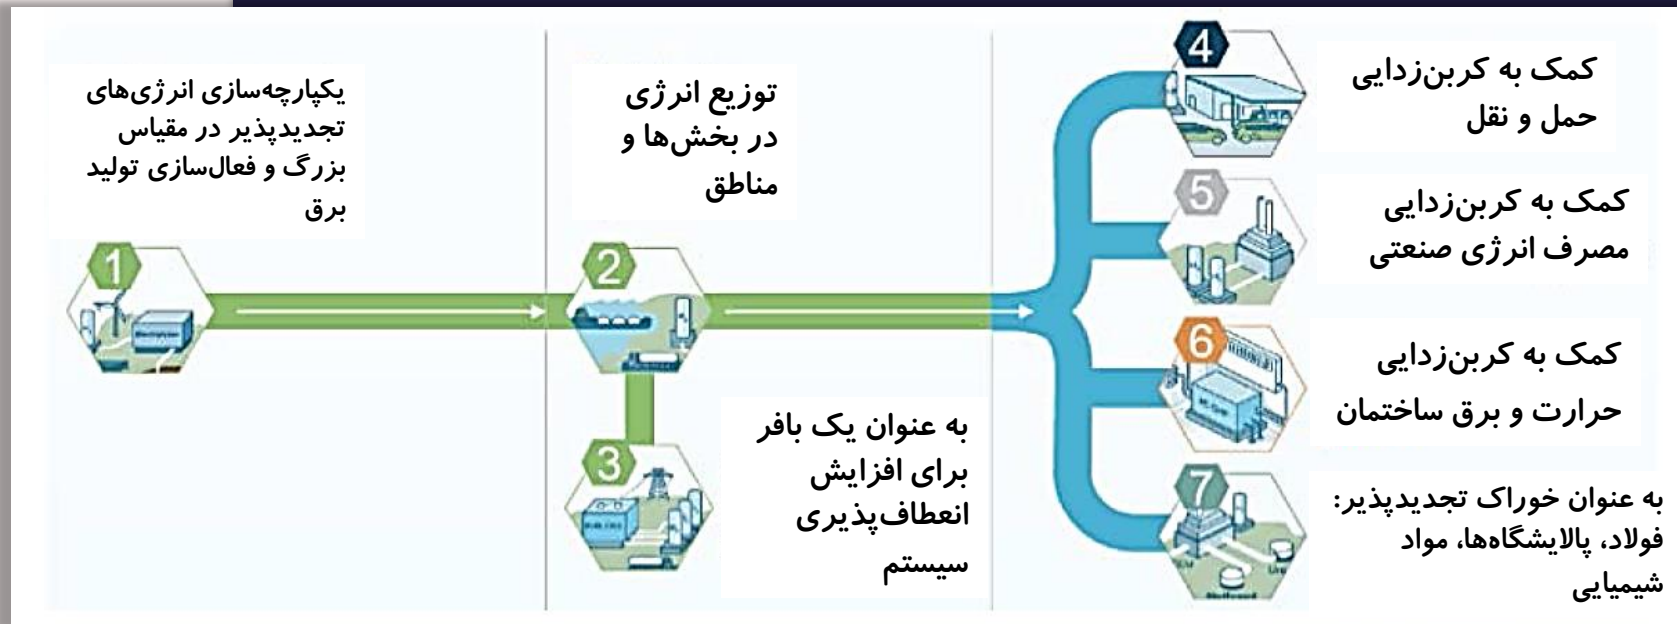 یکپارچه‌سازی انرژی‌های
تجدیدپذیر در مقیاس
بزرگ و فعال‌سازی تولید
برق
1
توزیع انرژی
در بخش‌ها و
مناطق
2
به عنوان یک بافر
برای افزایش
انعطاف‌پذیری
سیستم
3
4
کمک به کربن‌زدایی
حمل و نقل
5
کمک به کربن‌زدایی
مصرف انرژی صنعتی
6
کمک به کربن‌زدایی
حرارت و برق ساختمان
7
به عنوان خوراک تجدیدپذیر:
فولاد، پالایشگاه‌ها، مواد
شیمیایی